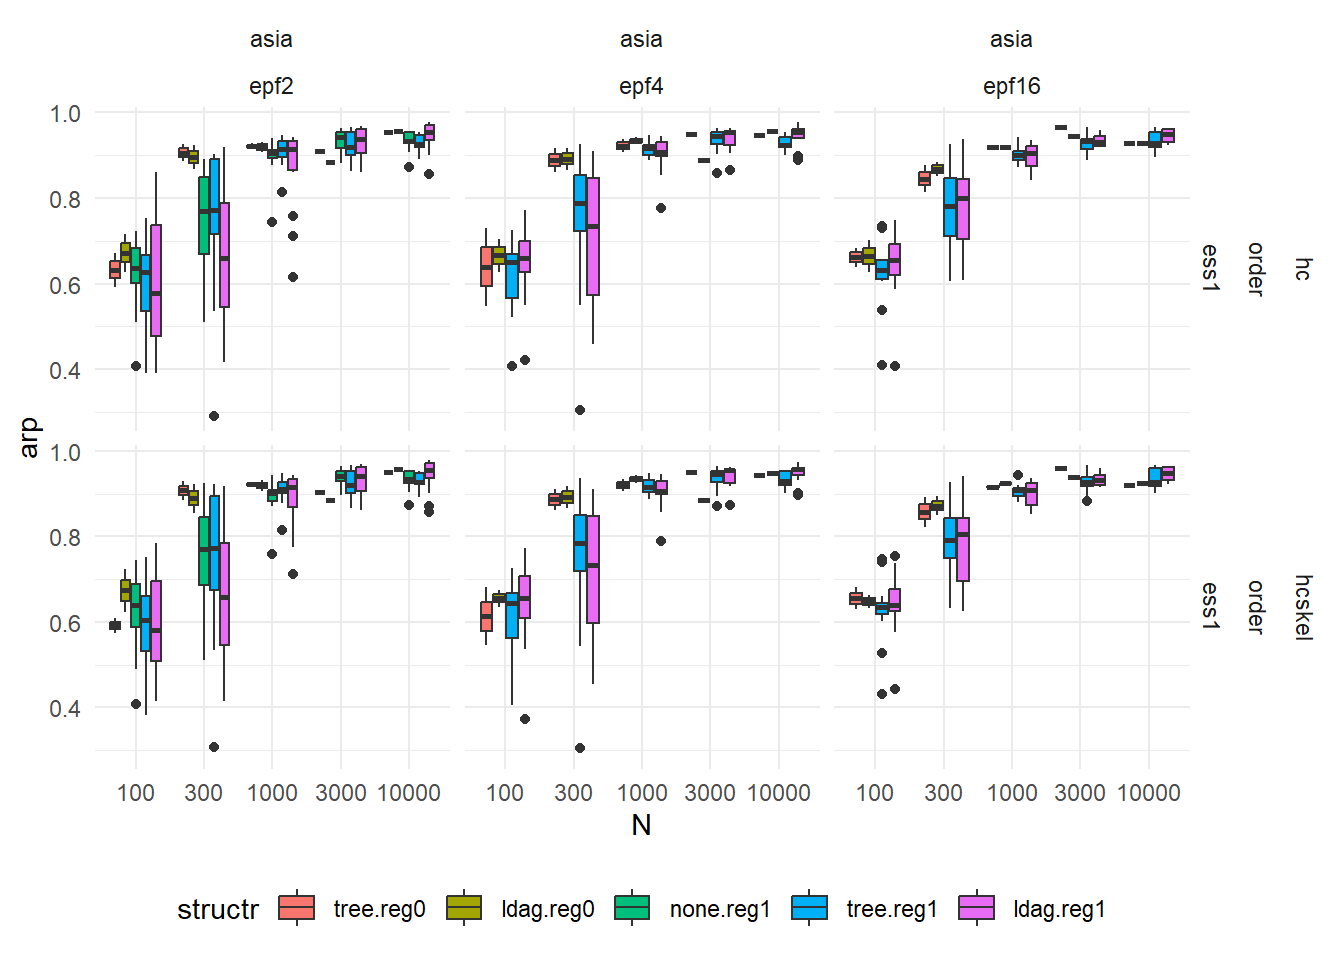 asia asia asia
epf2 epf4 epf16
1.0
0.8
0.6
0.4
ess1 order hc
arp
1.0
0.8
0.6
0.4
ess1 order hcskel
100 300 1000 3000 10000 100 300 1000 3000 10000 100 300 1000 3000 10000
N
structr tree.reg0 ldag.reg0 none.reg1 tree.reg1 ldag.reg1